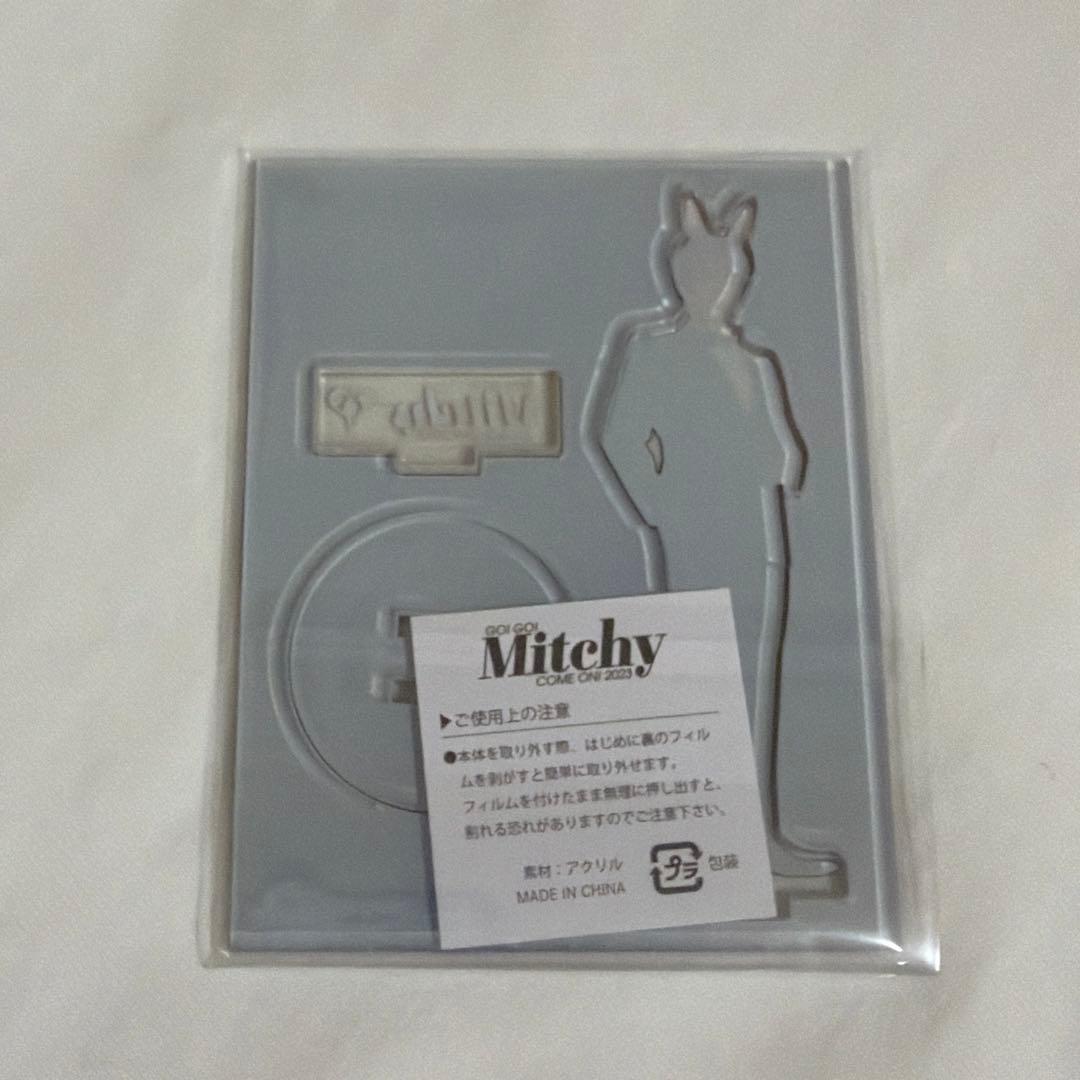 GO! GO!
Mitchy
COME ON! 2023
▶ご使用上の注意
●本体を取り外す際、はじめに裏のフィル
ムを剥がすと簡単に取り外せます。
フィルムを付けたまま無理に押し出すと、
割れる恐れがありますのでご注意下さい。
素材：アクリル
MADE IN CHINA
プラ
包装